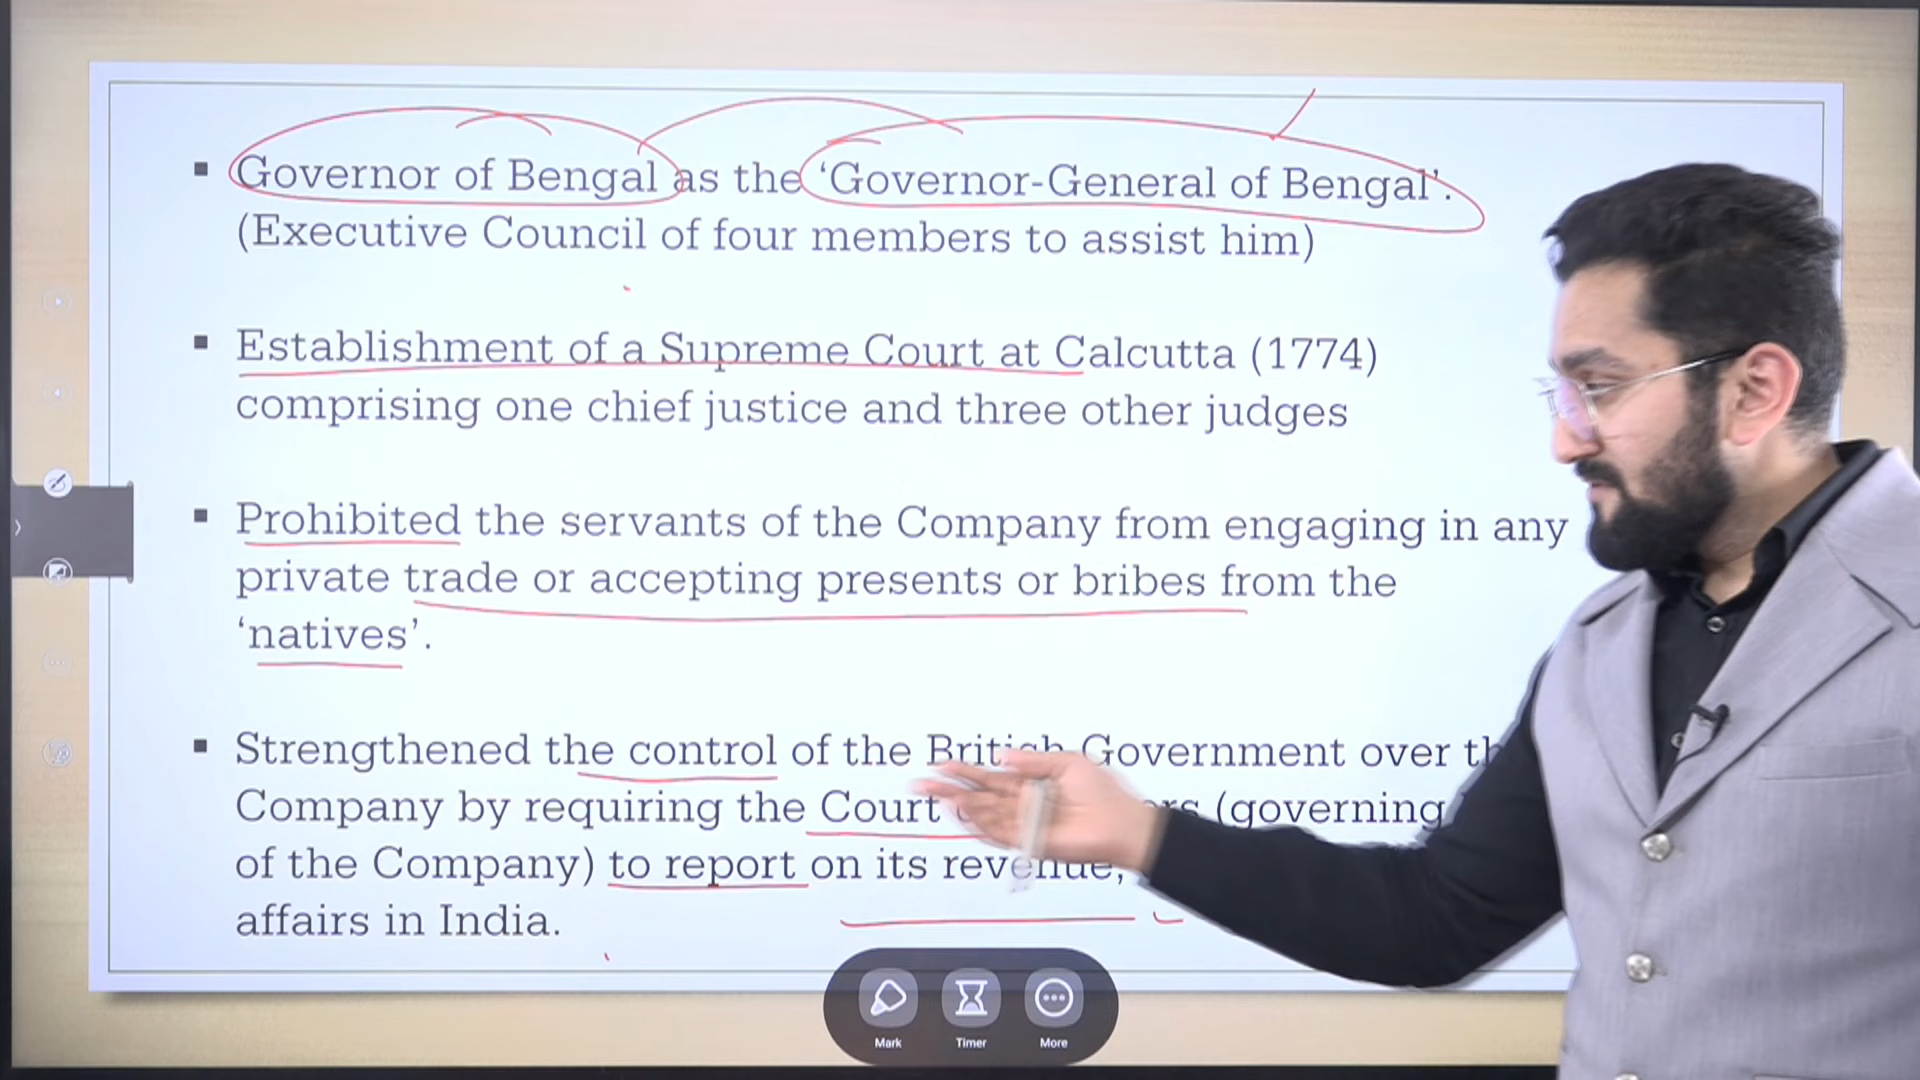 Governor of Bengal as the ‘Governor-General of Bengal’.
(Executive Council of four members to assist him)
Establishment of a Supreme Court at Calcutta (1774)
comprising one chief justice and three other judges
Prohibited the servants of the Company from engaging in any
private trade or accepting presents or bribes from the
‘natives’.
Strengthened the control of the British Government over
Company by requiring the Court (governing
of the Company) to report on its revenue,
affairs in India.
Mark Timer More